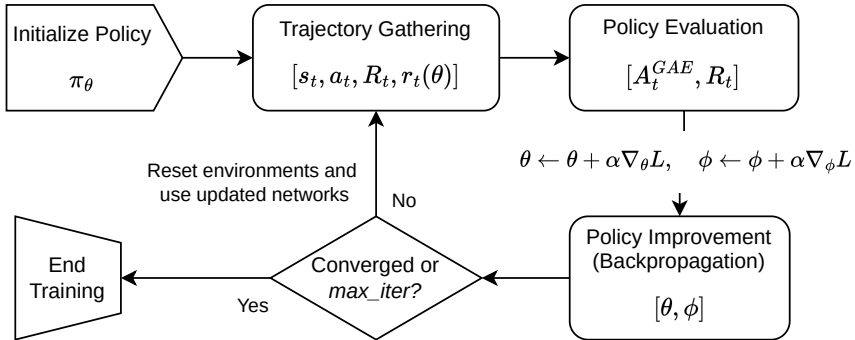 Initialize Policy
π_θ
Trajectory Gathering
[s_t, a_t, R_t, r_t(θ)]
Policy Evaluation
[A_t^{GAE}, R_t]
θ ← θ + α∇_θL,    ϕ ← ϕ + α∇_ϕL
Policy Improvement
(Backpropagation)
[θ, ϕ]
Converged or
max_iter?
No
Reset environments and
use updated networks
Yes
End
Training